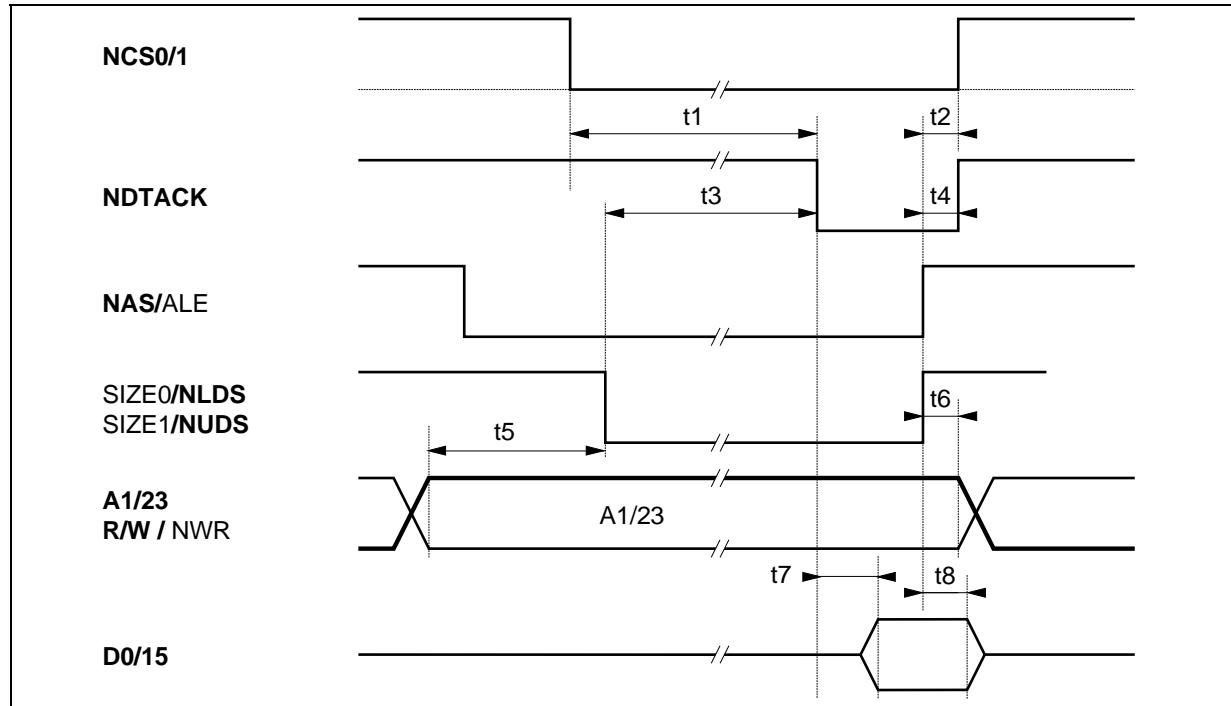 NCS0/1
t1
t2
NDTACK
t3
t4
NAS/ALE
SIZE0/NLDS
SIZE1/NUDS
t5
t6
A1/23
R/W / NWR
A1/23
t7
t8
D0/15